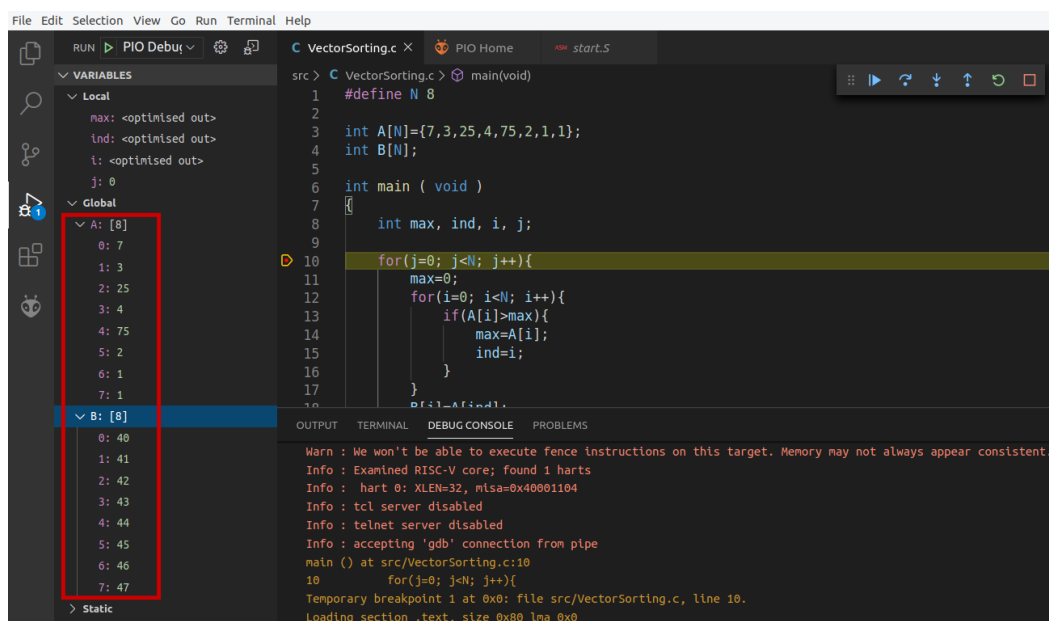 File Edit Selection View Go Run Terminal Help
RUN PIO Debug
VARIABLES
Local
max: <optimised out>
ind: <optimised out>
i: <optimised out>
j: 0
Global
A: [8]
0: 7
1: 3
2: 25
3: 4
4: 75
5: 2
6: 1
7: 1
B: [8]
0: 40
1: 41
2: 42
3: 43
4: 44
5: 45
6: 46
7: 47
Static
1
C VectorSorting.c × PIO Home ASM start.S
src > C VectorSorting.c > main(void)
1 #define N 8
2
3 int A[N]={7,3,25,4,75,2,1,1};
4 int B[N];
5
6 int main ( void )
7 {
8 int max, ind, i, j;
9
10 for(j=0; j<N; j++){
11 max=0;
12 for(i=0; i<N; i++){
13 if(A[i]>max){
14 max=A[i];
15 ind=i;
16 }
17 }
18 B[j]=A[ind];
OUTPUT TERMINAL DEBUG CONSOLE PROBLEMS
Warn : We won't be able to execute fence instructions on this target. Memory may not always appear consistent.
Info : Examined RISC-V core; found 1 harts
Info : hart 0: XLEN=32, misa=0x40001104
Info : tcl server disabled
Info : telnet server disabled
Info : accepting 'gdb' connection from pipe
main () at src/VectorSorting.c:10
10 for(j=0; j<N; j++){
Temporary breakpoint 1 at 0x0: file src/VectorSorting.c, line 10.
Loading section .text, size 0x80 lma 0x0